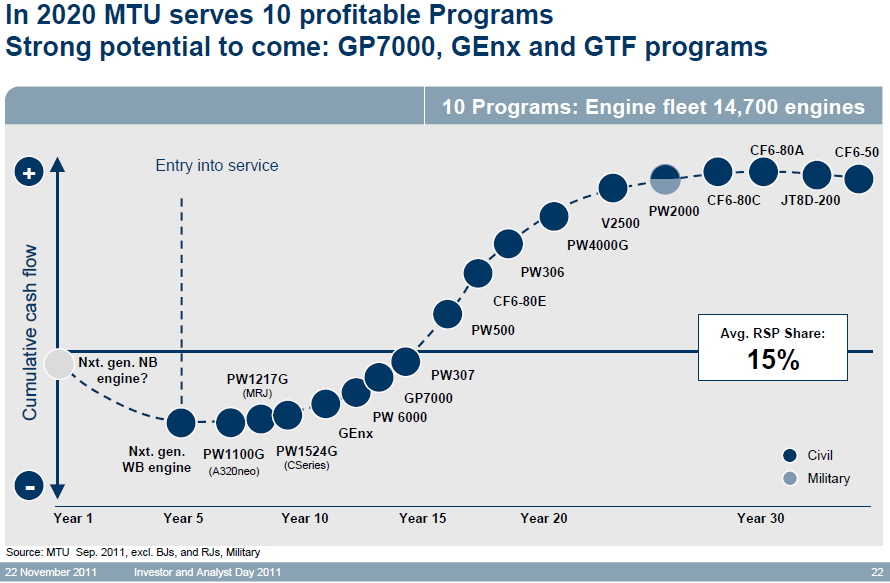 In 2020 MTU serves 10 profitable Programs
Strong potential to come: GP7000, GEnx and GTF programs
10 Programs: Engine fleet 14,700 engines
+
Entry into service
CF6-80A
CF6-50
CF6-80C
JT8D-200
PW2000
V2500
PW4000G
PW306
CF6-80E
PW500
Cumulative cash flow
Avg. RSP Share:
15%
Nxt. gen. NB
engine?
PW1217G
(MRJ)
PW307
GP7000
PW 6000
GEnx
Nxt. gen.
WB engine
PW1100G
(A320neo)
PW1524G
(CSeries)
Civil
Military
-
Year 1
Year 5
Year 10
Year 15
Year 20
Year 30
Source: MTU Sep. 2011, excl. BJs, and RJs, Military
22 November 2011
Investor and Analyst Day 2011
22